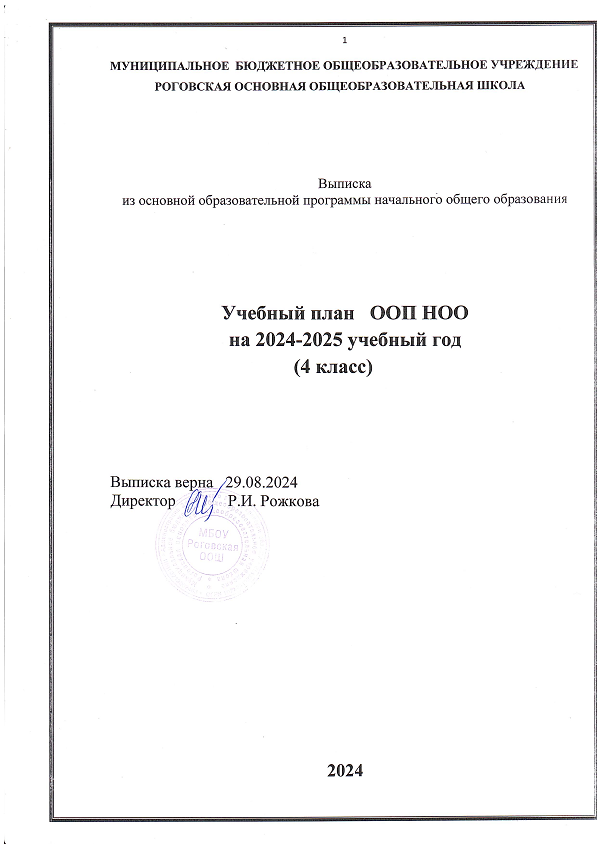 1
МУНИЦИПАЛЬНОЕ БЮДЖЕТНОЕ ОБЩЕОБРАЗОВАТЕЛЬНОЕ УЧРЕЖДЕНИЕ
РОГОВСКАЯ ОСНОВНАЯ ОБЩЕОБРАЗОВАТЕЛЬНАЯ ШКОЛА
Выписка
из основной образовательной программы начального общего образования
Учебный план ООП НОО
на 2024-2025 учебный год
(4 класс)
Выписка верна 29.08.2024
Директор Р.И. Рожкова
МБОУ
Роговская
ООШ
2024